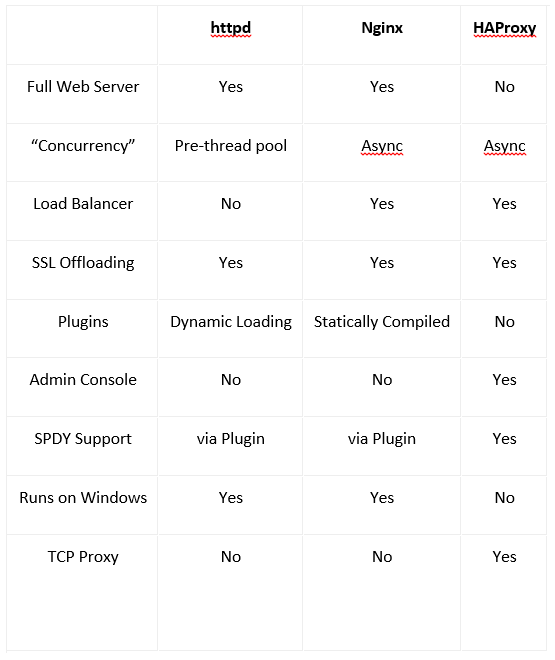 httpd Nginx HAProxy
Full Web Server Yes Yes No
“Concurrency” Pre-thread pool Async Async
Load Balancer No Yes Yes
SSL Offloading Yes Yes Yes
Plugins Dynamic Loading Statically Compiled No
Admin Console No No Yes
SPDY Support via Plugin via Plugin Yes
Runs on Windows Yes Yes No
TCP Proxy No No Yes